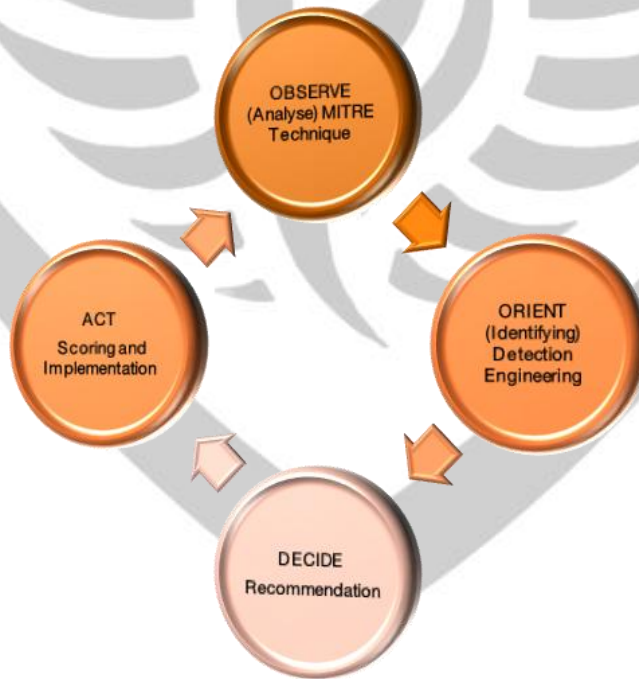 OBSERVE
(Analyse) MITRE
Technique
ORIENT
(Identifying)
Detection
Engineering
DECIDE
Recommendation
ACT
Scoring and
Implementation